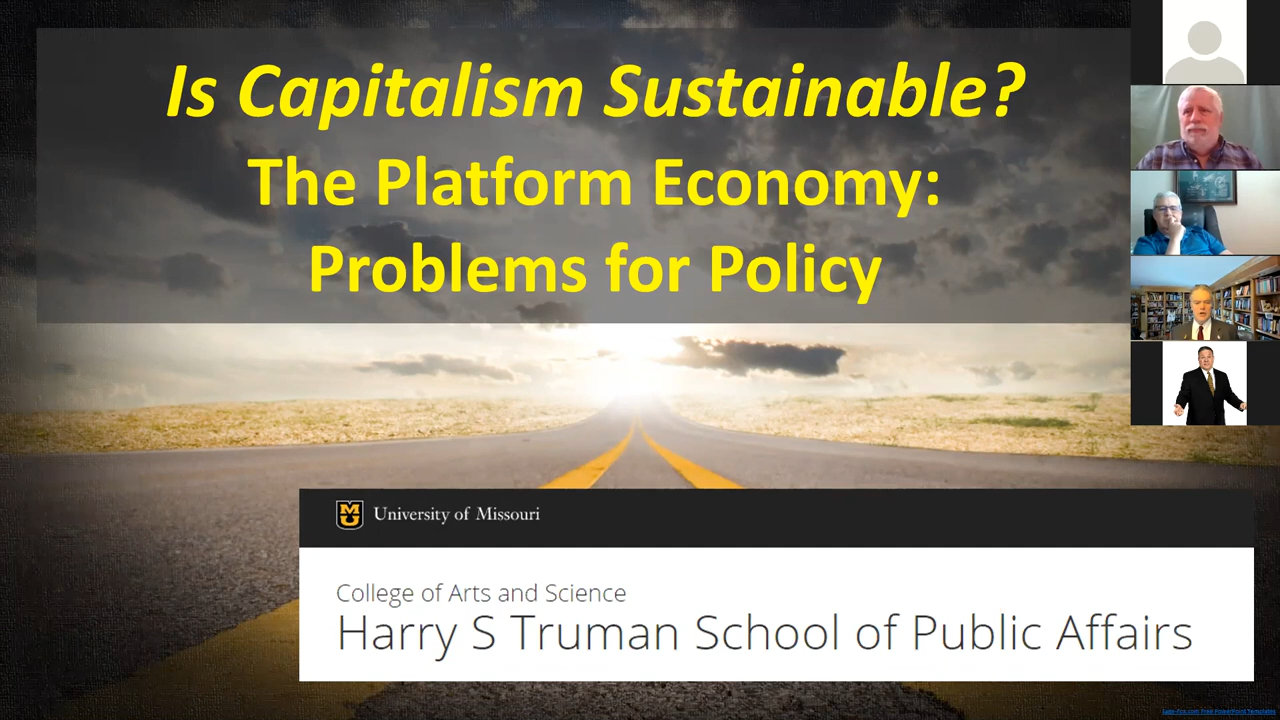 Is Capitalism Sustainable?
The Platform Economy:
Problems for Policy
University of Missouri
College of Arts and Science
Harry S Truman School of Public Affairs